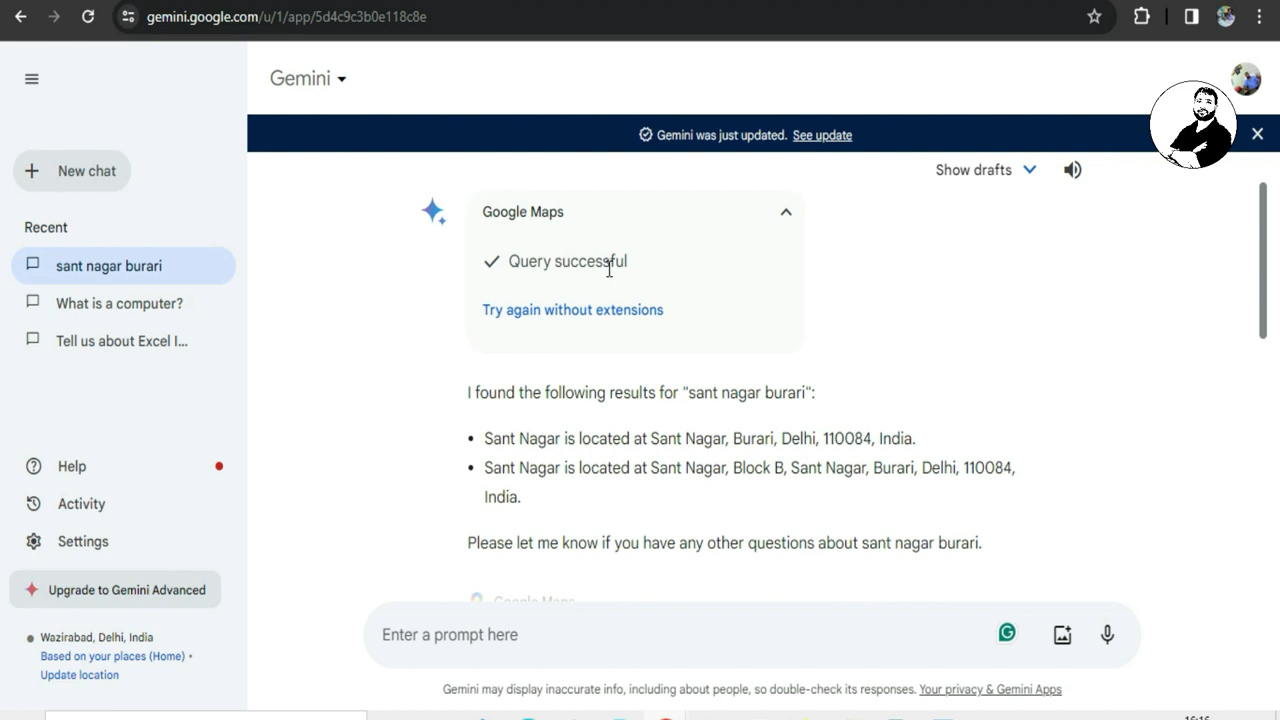 gemini.google.com/u/1/app/5d4c9c3b0e118c8e
Gemini
Gemini was just updated. See update
New chat
Show drafts
Recent
Google Maps
sant nagar burari
Query successful
What is a computer?
Try again without extensions
Tell us about Excel I...
I found the following results for "sant nagar burari":
• Sant Nagar is located at Sant Nagar, Burari, Delhi, 110084, India.
• Sant Nagar is located at Sant Nagar, Block B, Sant Nagar, Burari, Delhi, 110084,
India.
Help
Activity
Settings
Please let me know if you have any other questions about sant nagar burari.
Upgrade to Gemini Advanced
Google Maps
Wazirabad, Delhi, India
Based on your places (Home) •
Update location
Enter a prompt here
Gemini may display inaccurate info, including about people, so double-check its responses. Your privacy & Gemini Apps